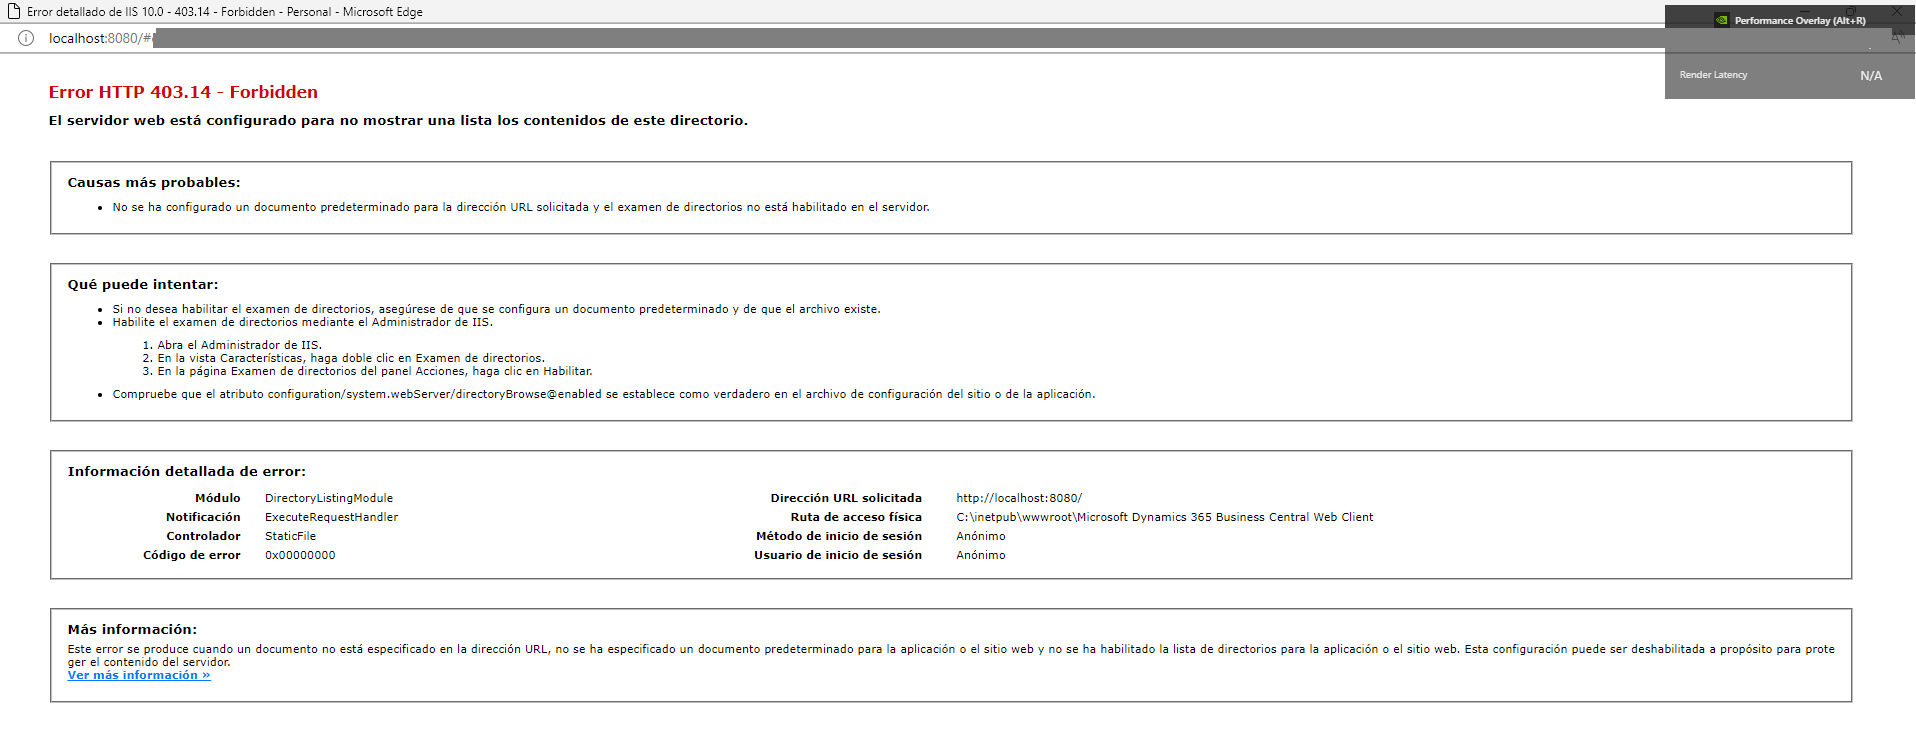 Error detallado de IIS 10.0 - 403.14 - Forbidden - Personal - Microsoft Edge
Performance Overlay (Alt+R)
localhost:8080/#
Render Latency N/A
Error HTTP 403.14 - Forbidden
El servidor web está configurado para no mostrar una lista los contenidos de este directorio.
Causas más probables:
• No se ha configurado un documento predeterminado para la dirección URL solicitada y el examen de directorios no está habilitado en el servidor.
Qué puede intentar:
• Si no desea habilitar el examen de directorios, asegúrese de que se configura un documento predeterminado y de que el archivo existe.
• Habilite el examen de directorios mediante el Administrador de IIS.
1. Abra el Administrador de IIS.
2. En la vista Características, haga doble clic en Examen de directorios.
3. En la página Examen de directorios del panel Acciones, haga clic en Habilitar.
• Compruebe que el atributo configuration/system.webServer/directoryBrowse@enabled se establece como verdadero en el archivo de configuración del sitio o de la aplicación.
Información detallada de error:
Módulo DirectoryListingModule
Notificación ExecuteRequestHandler
Controlador StaticFile
Código de error 0x00000000
Dirección URL solicitada http://localhost:8080/
Ruta de acceso física C:\inetpub\wwwroot\Microsoft Dynamics 365 Business Central Web Client
Método de inicio de sesión Anónimo
Usuario de inicio de sesión Anónimo
Más información:
Este error se produce cuando un documento no está especificado en la dirección URL, no se ha especificado un documento predeterminado para la aplicación o el sitio web y no se ha habilitado la lista de directorios para la aplicación o el sitio web. Esta configuración puede ser deshabilitada a propósito para prote
ger el contenido del servidor.
Ver más información »